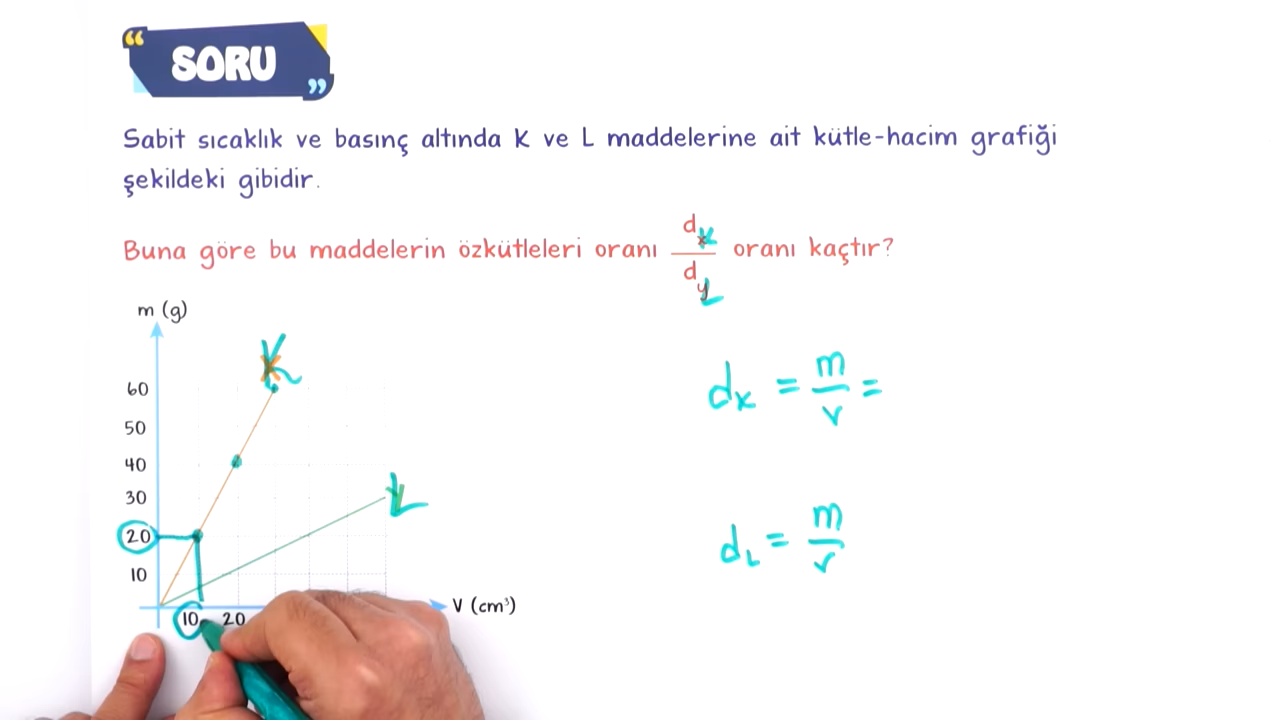 SORU
Sabit sıcaklık ve basınç altında K ve L maddelerine ait kütle-hacim grafiği
şekildeki gibidir.
Buna göre bu maddelerin özkütleleri oranı dK/dL oranı kaçtır?
m (g)
K
60
50
40
30
20
10
L
10 20
V (cm³)
dK = m/v =
dL = m/v